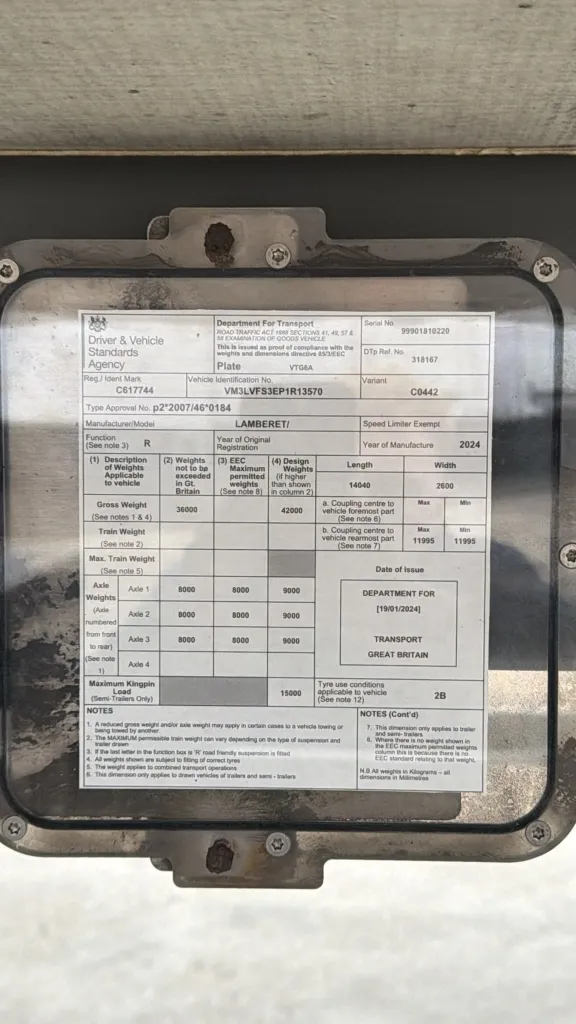 Driver & Vehicle
Standards
Agency
Department For Transport
ROAD TRAFFIC ACT 1988 SECTIONS 41, 49, 57 &
58 EXAMINATION OF GOODS VEHICLE
This is issued as proof of compliance with the
weights and dimensions directive 85/3/EEC
Plate VTG6A
Serial No. 99901810220
DTp Ref. No. 318167
Reg./ Ident Mark
C617744
Vehicle Identification No.
VM3LVFS3EP1R13570
Variant
C0442
Type Approval No. p2*2007/46*0184
Manufacturer/Model LAMBERET/
Speed Limiter Exempt
Function
(See note 3) R
Year of Original
Registration
Year of Manufacture 2024
(1) Description
of Weights
Applicable
to vehicle
(2) Weights
not to be
exceeded
in Gt.
Britain
(3) EEC
Maximum
permitted
weights
(See note 8)
(4) Design
Weights
(if higher
than shown
in column 2)
Length
Width
14040
2600
Gross Weight
(See notes 1 & 4)
36000
42000
a. Coupling centre to
vehicle foremost part
(See note 6)
Max
Min
Train Weight
(See note 2)
b. Coupling centre to
vehicle rearmost part
(See note 7)
Max
11995
Min
11995
Max. Train Weight
(See note 5)
Date of Issue
Axle
Weights
(Axle
numbered
from front
to rear)
(See note
1)
Axle 1 8000 8000 9000
Axle 2 8000 8000 9000
Axle 3 8000 8000 9000
Axle 4
DEPARTMENT FOR
[19/01/2024]
TRANSPORT
GREAT BRITAIN
Maximum Kingpin
Load
(Semi-Trailers Only)
15000
Tyre use conditions
applicable to vehicle
(See note 12)
2B
NOTES
1. A reduced gross weight and/or axle weight may apply in certain cases to a vehicle towing or
being towed by another
2. The MAXIMUM permissible train weight can vary depending on the type of suspension and
trailer drawn
3. If the last letter in the function box is 'R' road friendly suspension is fitted
4. All weights shown are subject to fitting of correct tyres
5. The weight applies to combined transport operations
6. This dimension only applies to drawn vehicles of trailers and semi - trailers
NOTES (Cont'd)
7. This dimension only applies to trailer
and semi- trailers
8. Where there is no weight shown in
the EEC maximum permitted weights
column this is because there is no
EEC standard relating to that weight.
N.B All weights in Kilograms – all
dimensions in Millimetres